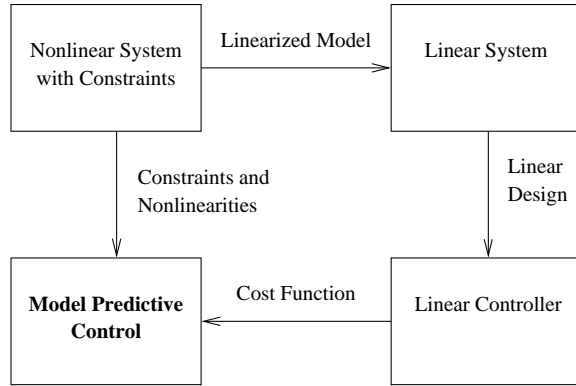 Nonlinear System
with Constraints
Linearized Model
Linear System
Constraints and
Nonlinearities
Linear
Design
Model Predictive
Control
Cost Function
Linear Controller